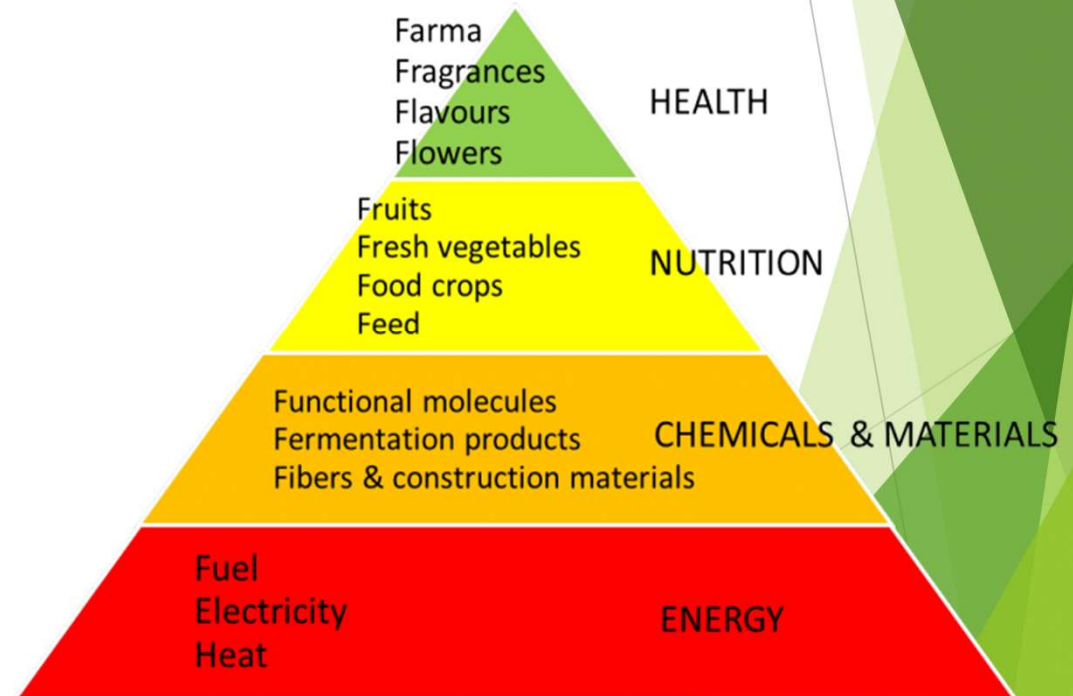 Farma
Fragrances
Flavours
Flowers
HEALTH
Fruits
Fresh vegetables
Food crops
Feed
NUTRITION
Functional molecules
Fermentation products
Fibers & construction materials
CHEMICALS & MATERIALS
Fuel
Electricity
Heat
ENERGY